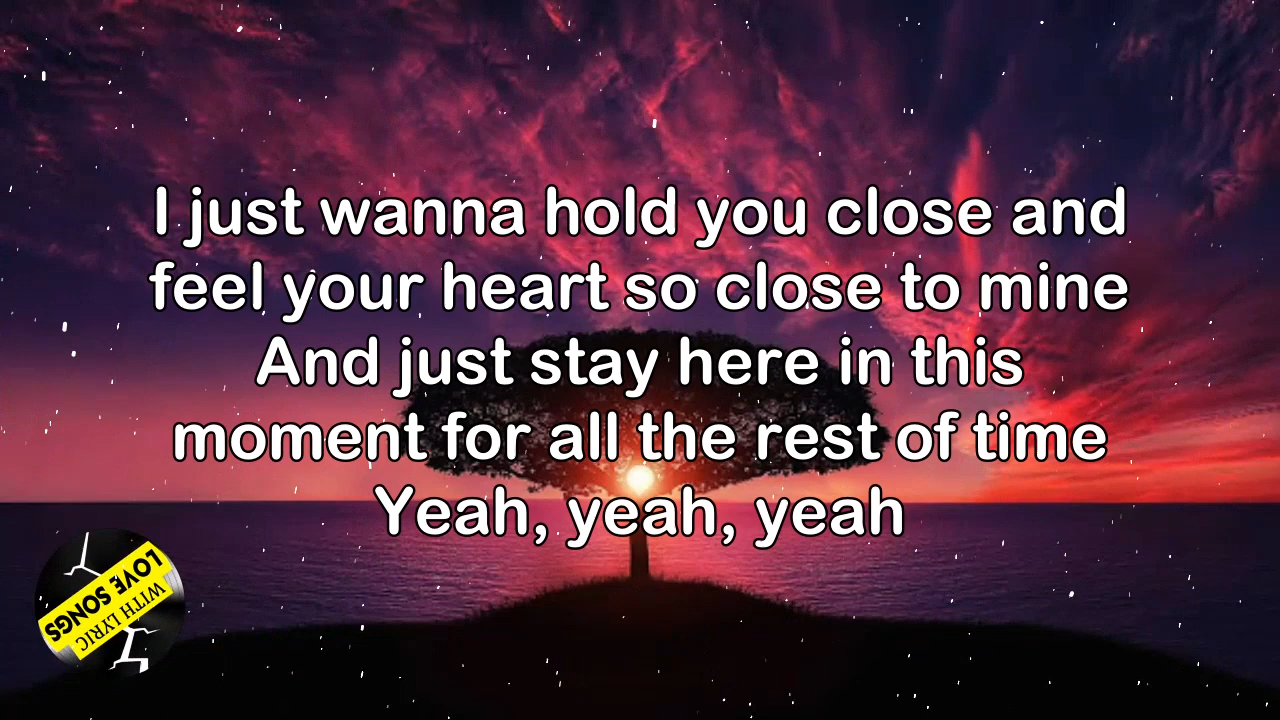 I just wanna hold you close and
feel your heart so close to mine
And just stay here in this
moment for all the rest of time
Yeah, yeah, yeah
LOVE SONGS
WITH LYRIC